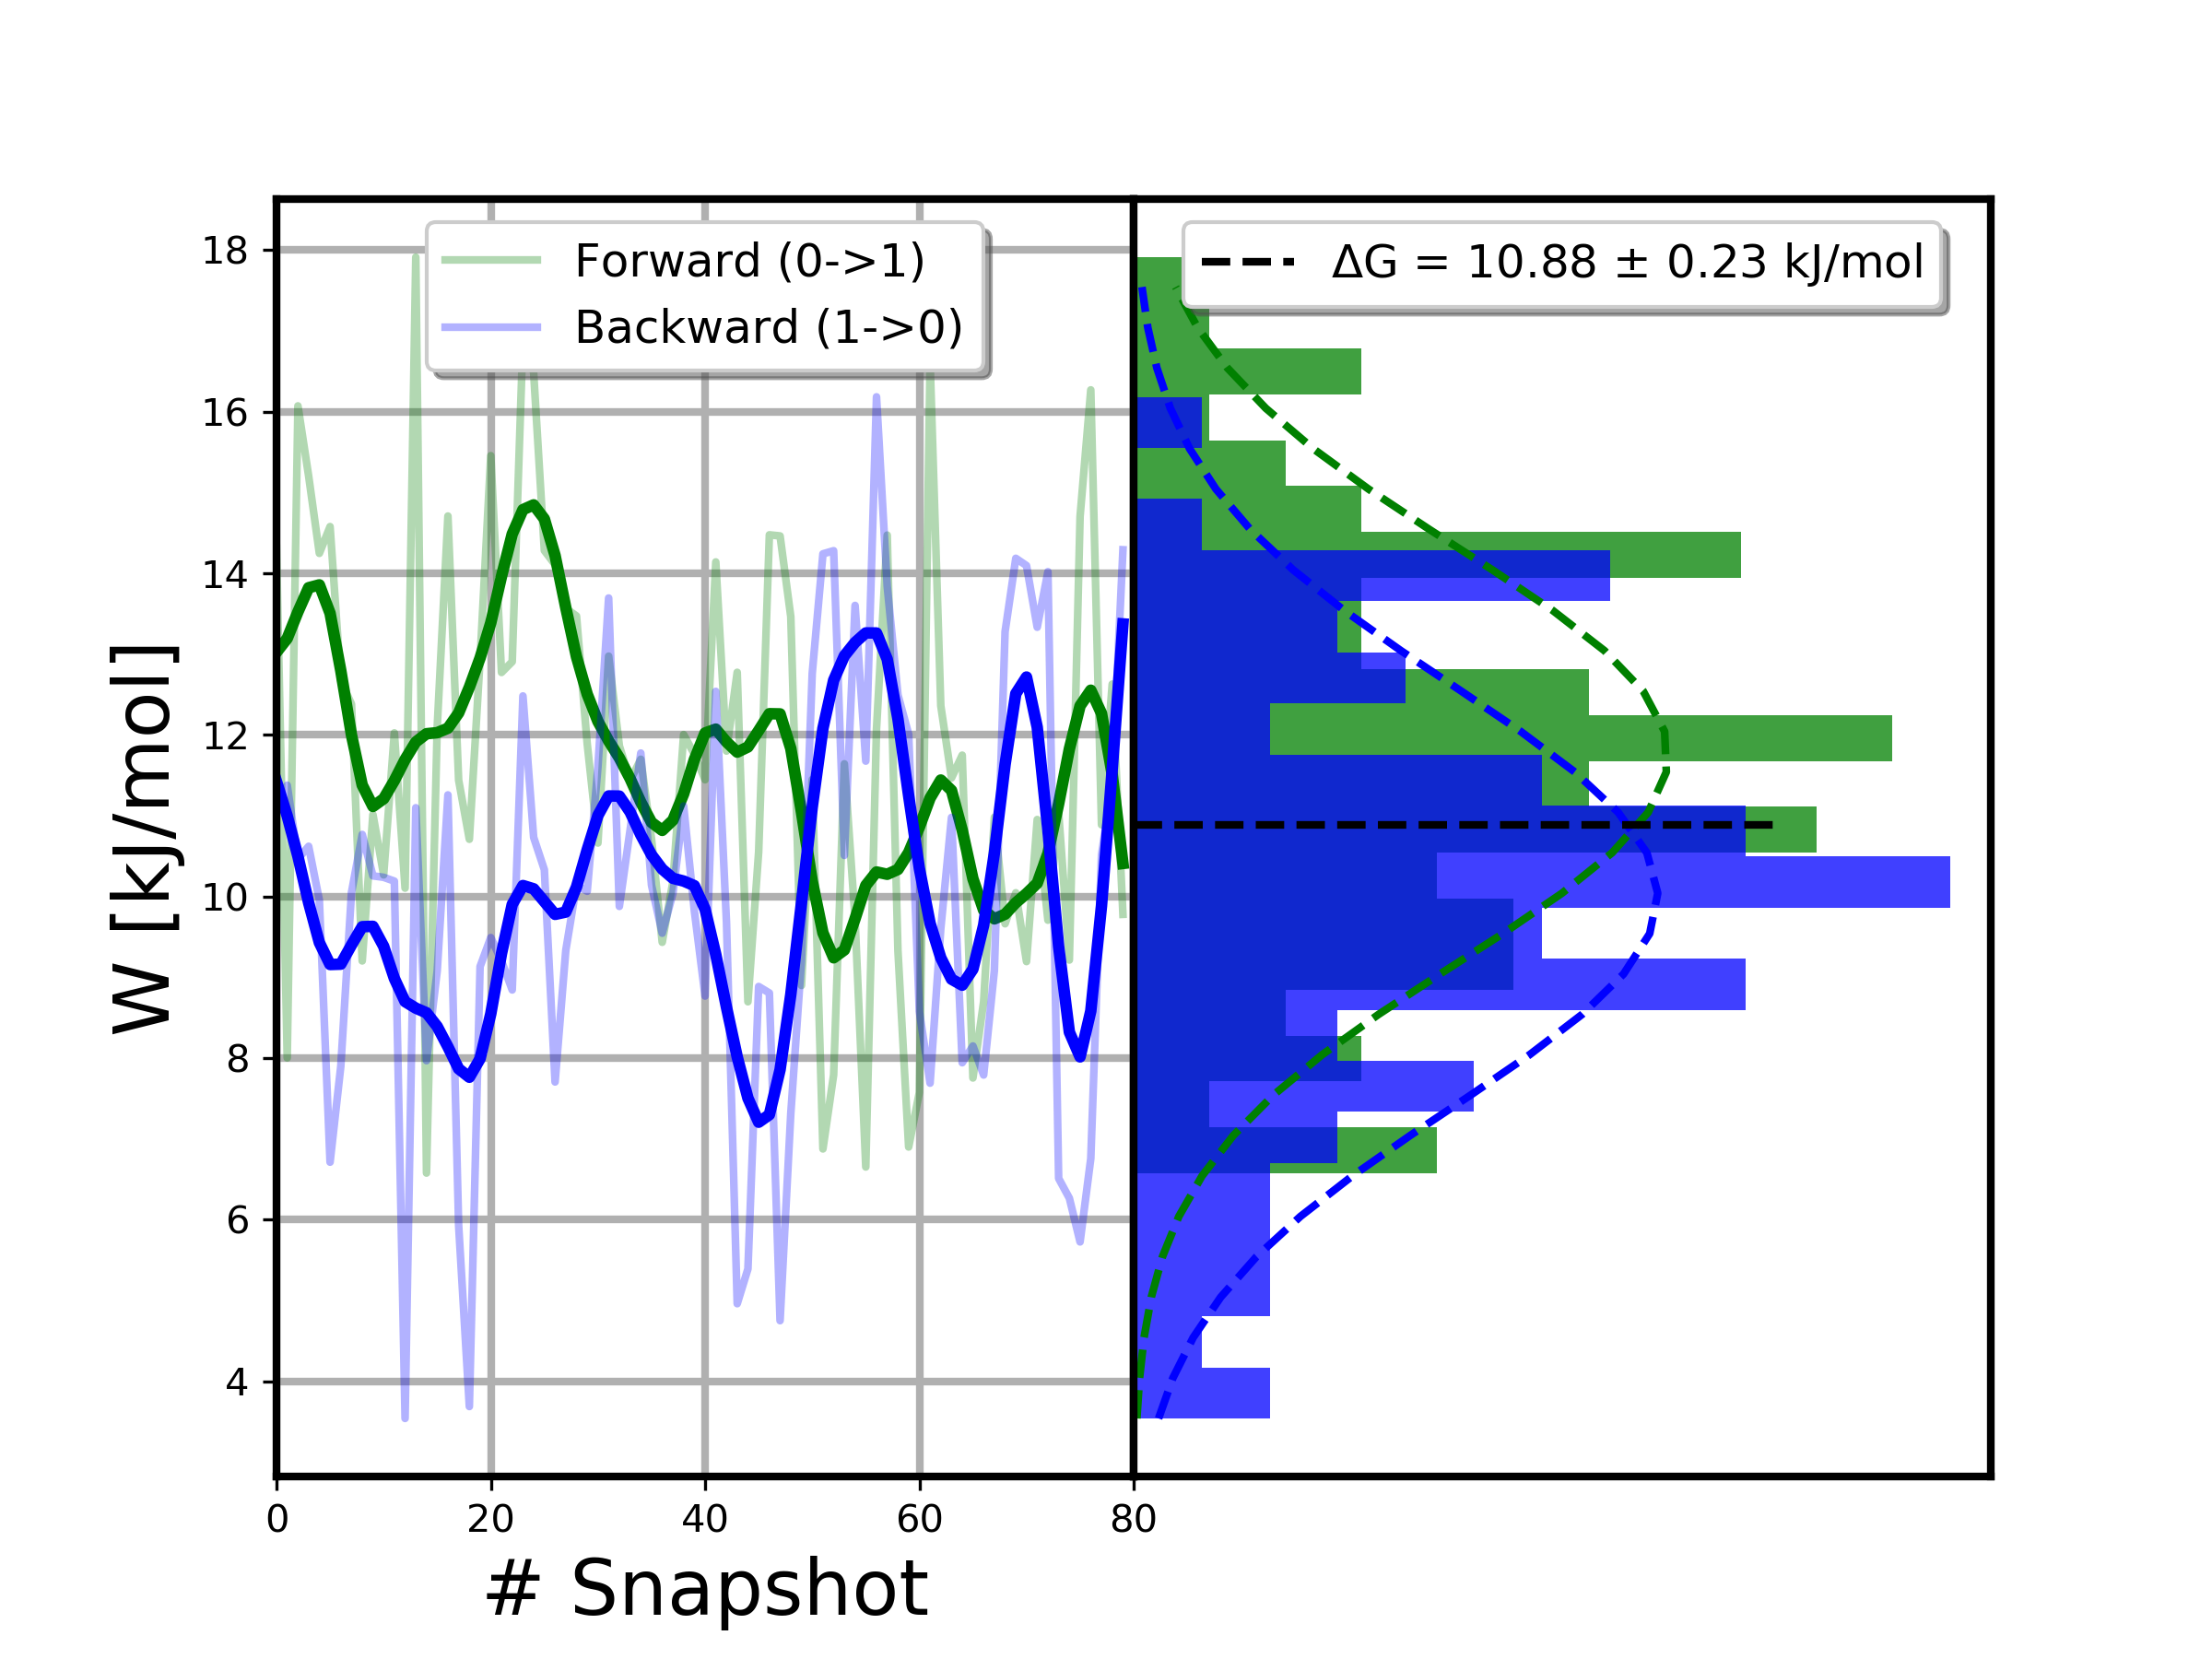 Forward (0->1)
Backward (1->0)
ΔG = 10.88 ± 0.23 kJ/mol
W [kJ/mol]
18
16
14
12
10
8
6
4
0 20 40 60 80
# Snapshot